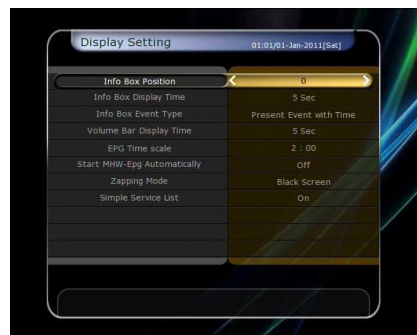 Display Setting 01:01/01-Jan-2011[Sat]
Info Box Position 0
Info Box Display Time 5 Sec
Info Box Event Type Present Event with Time
Volume Bar Display Time 5 Sec
EPG Time scale 2 : 00
Start MHW-Epg Automatically Off
Zapping Mode Black Screen
Simple Service List On